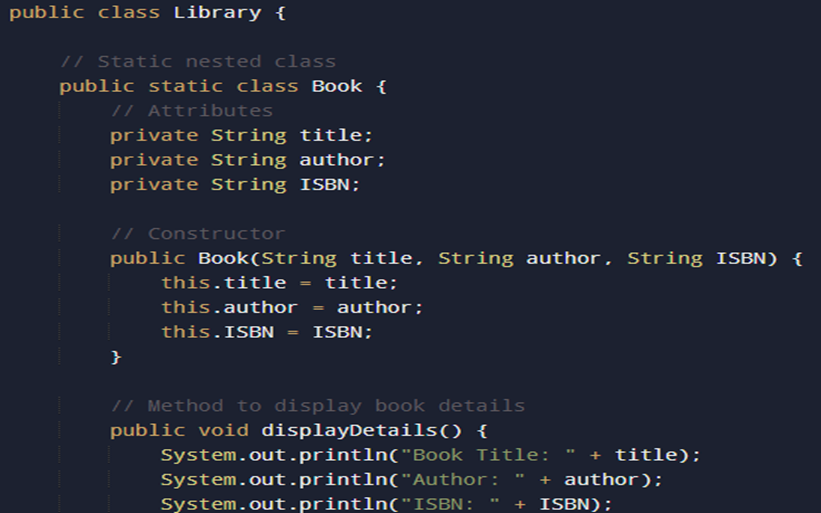 public class Library {
// Static nested class
public static class Book {
// Attributes
private String title;
private String author;
private String ISBN;
// Constructor
public Book(String title, String author, String ISBN) {
this.title = title;
this.author = author;
this.ISBN = ISBN;
}
// Method to display book details
public void displayDetails() {
System.out.println("Book Title: " + title);
System.out.println("Author: " + author);
System.out.println("ISBN: " + ISBN);